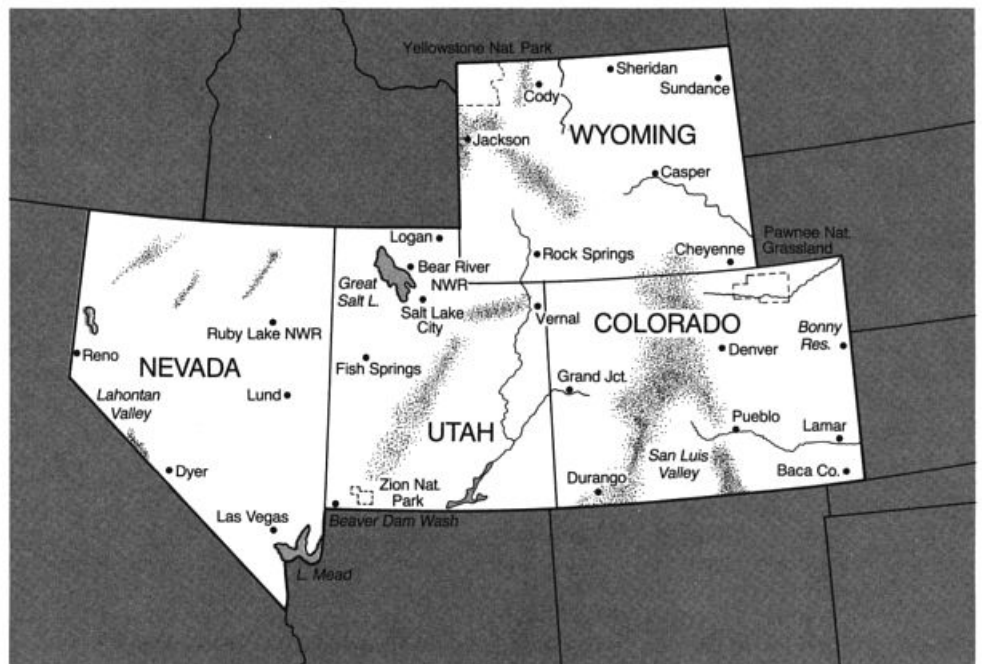 Yellowstone Nat. Park
Sheridan
Sundance
Cody
WYOMING
Jackson
Casper
Pawnee Nat.
Grassland
Logan
Rock Springs
Cheyenne
Bear River
NWR
Great
Salt L.
Salt Lake
City
Vernal
COLORADO
Bonny
Res.
Ruby Lake NWR
Reno
NEVADA
Fish Springs
Denver
Grand Jct.
Lahontan
Valley
Lund
UTAH
Pueblo
Lamar
San Luis
Valley
Dyer
Zion Nat.
Park
Durango
Baca Co.
Las Vegas
Beaver Dam Wash
L. Mead